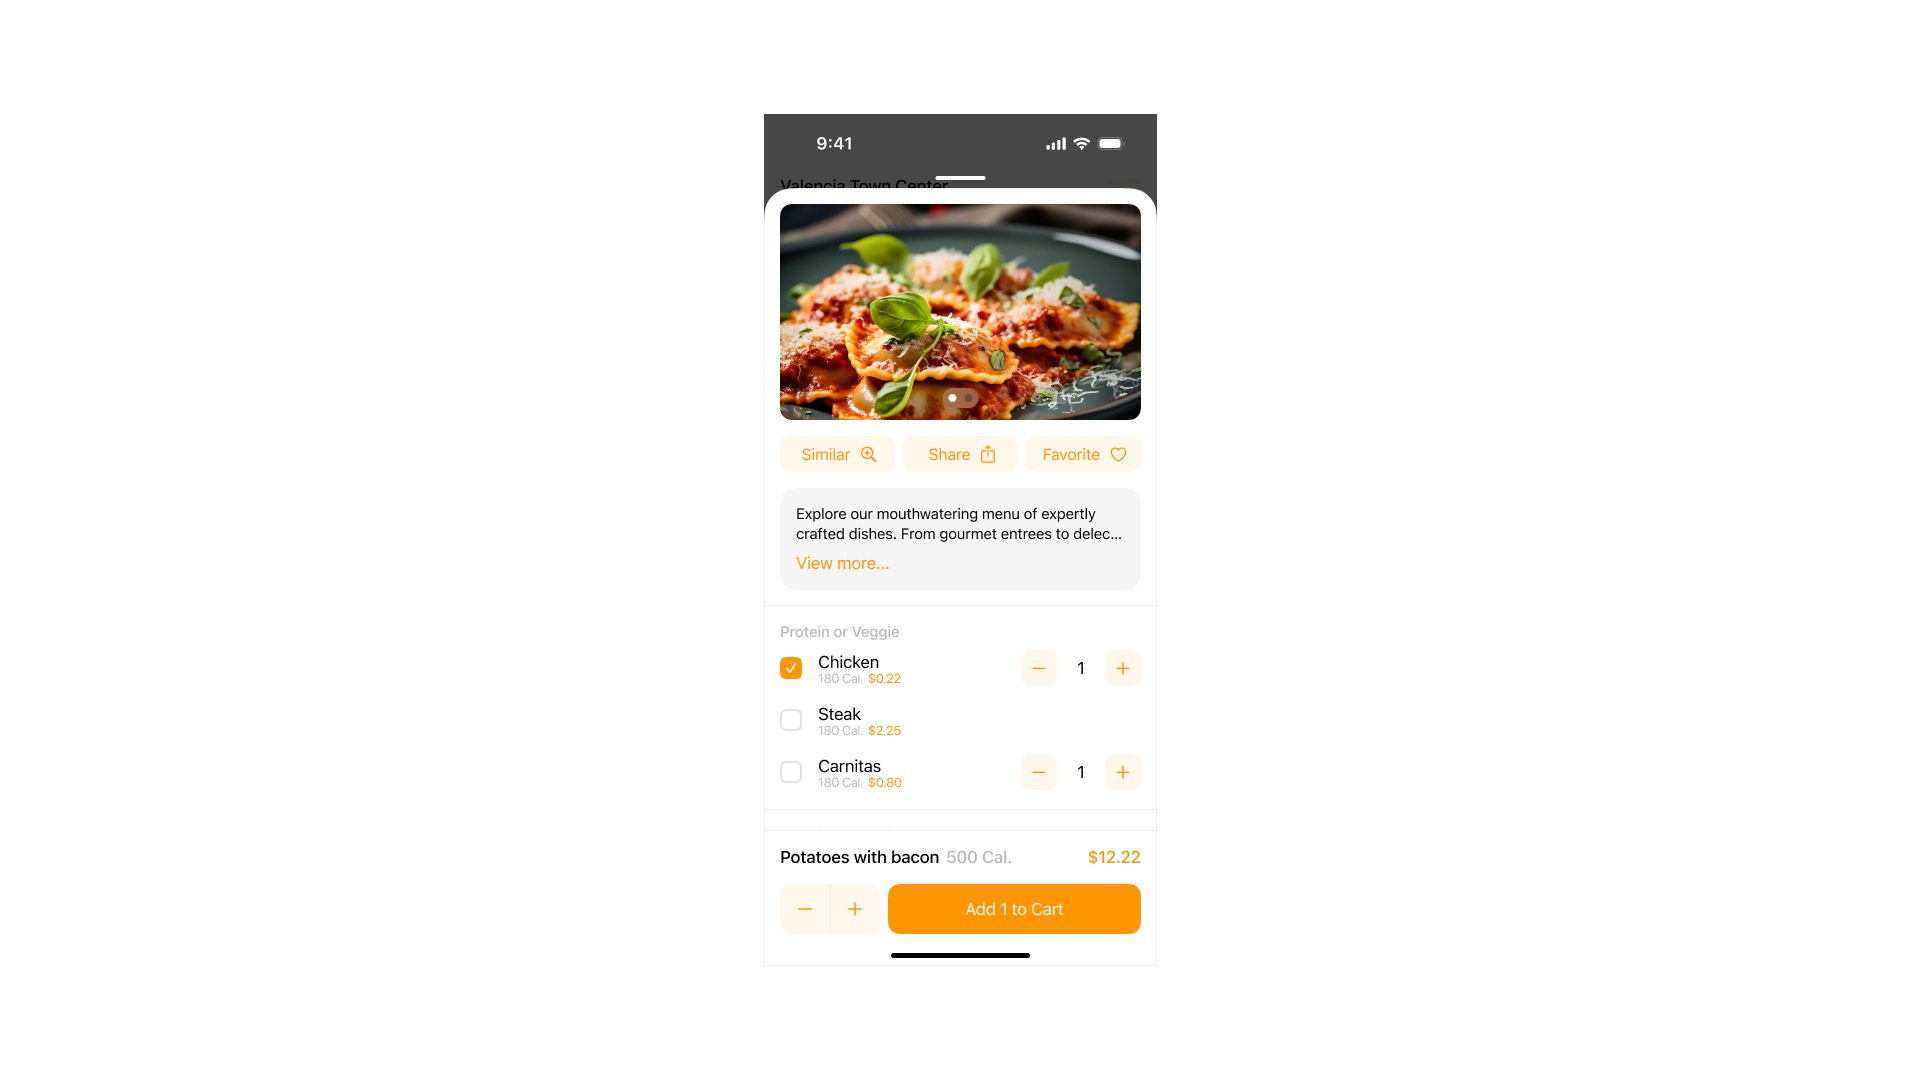 9:41
Valencia Town Center
Similar
Share
Favorite
Explore our mouthwatering menu of expertly
crafted dishes. From gourmet entrees to delec...
View more...
Protein or Veggie
Chicken
180 Cal. $0.22
1
Steak
180 Cal. $2.25
Carnitas
180 Cal. $0.80
1
Potatoes with bacon 500 Cal. $12.22
Add 1 to Cart